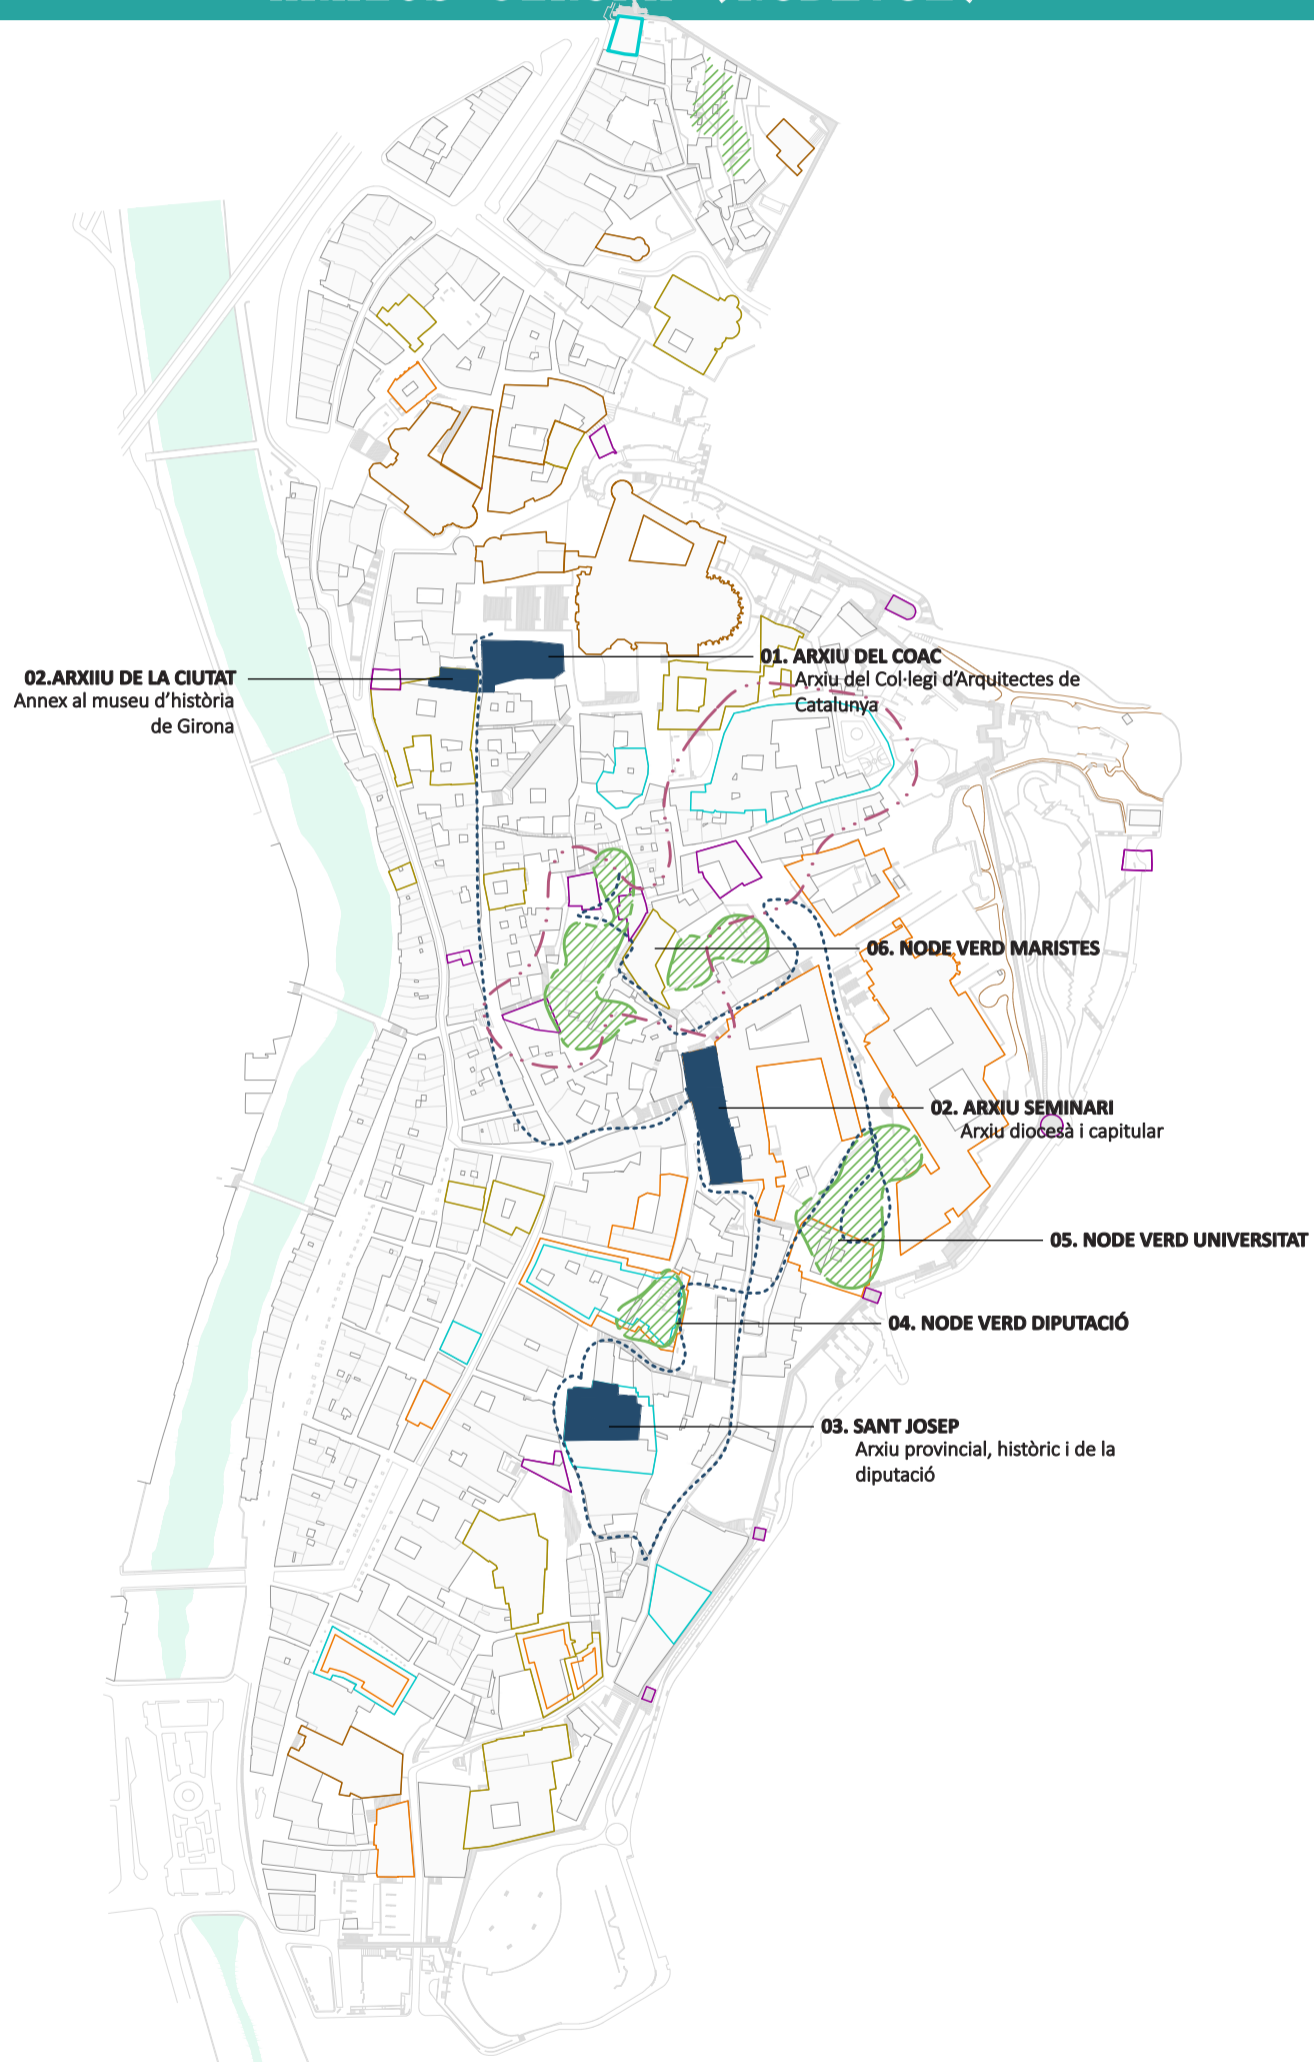 01. ARXIU DEL COAC
Arxiu del Col·legi d'Arquitectes de
Catalunya
02.ARXIIU DE LA CIUTAT
Annex al museu d'història
de Girona
06. NODE VERD MARISTES
02. ARXIU SEMINARI
Arxiu diocesà i capitular
05. NODE VERD UNIVERSITAT
04. NODE VERD DIPUTACIÓ
03. SANT JOSEP
Arxiu provincial, històric i de la
diputació